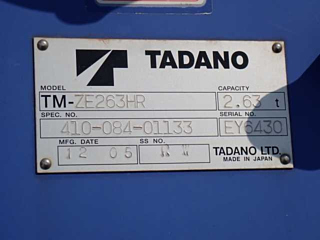 TADANO
MODEL CAPACITY
TM-ZE263HR 2.63 t
SPEC. NO. SERIAL NO.
410-084-01133 EY6430
MFG. DATE SS NO.
12 05
TADANO LTD.
MADE IN JAPAN